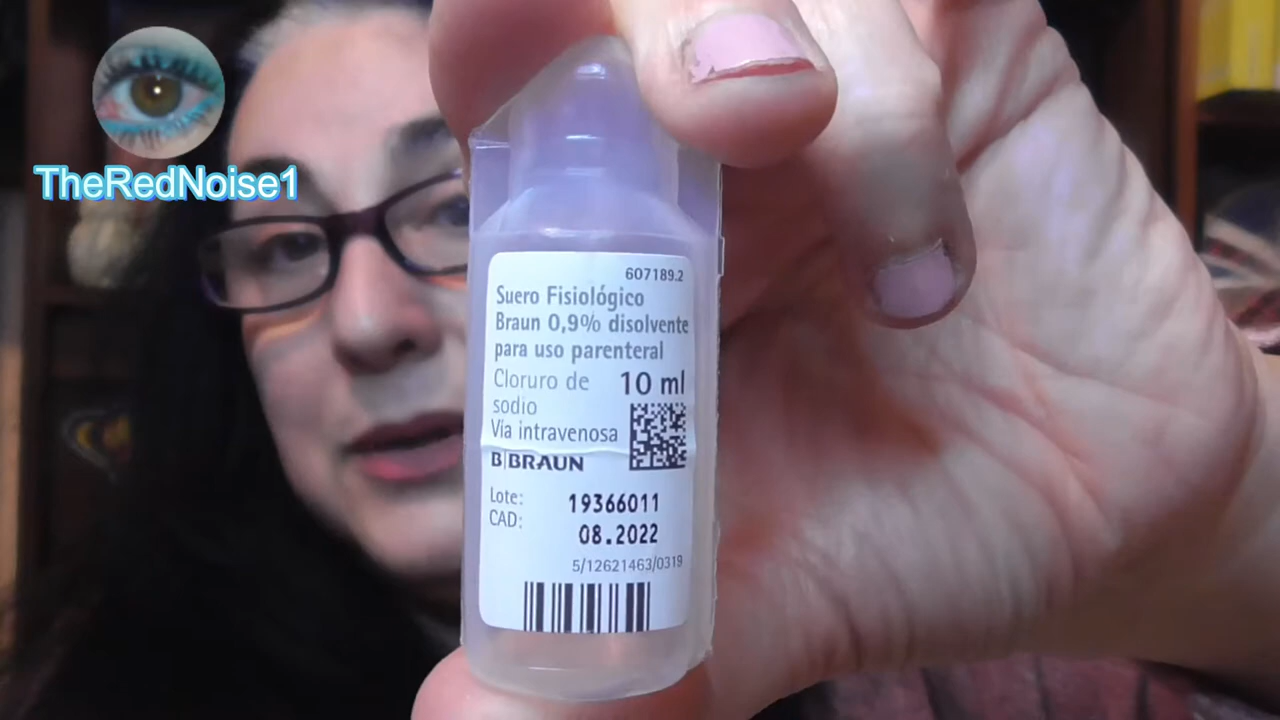 TheRedNoise1
607189.2
Suero Fisiológico
Braun 0,9% disolvente
para uso parenteral
Cloruro de
sodio
10 ml
Vía intravenosa
B|BRAUN
Lote: 19366011
CAD: 08.2022
5/12621463/0319